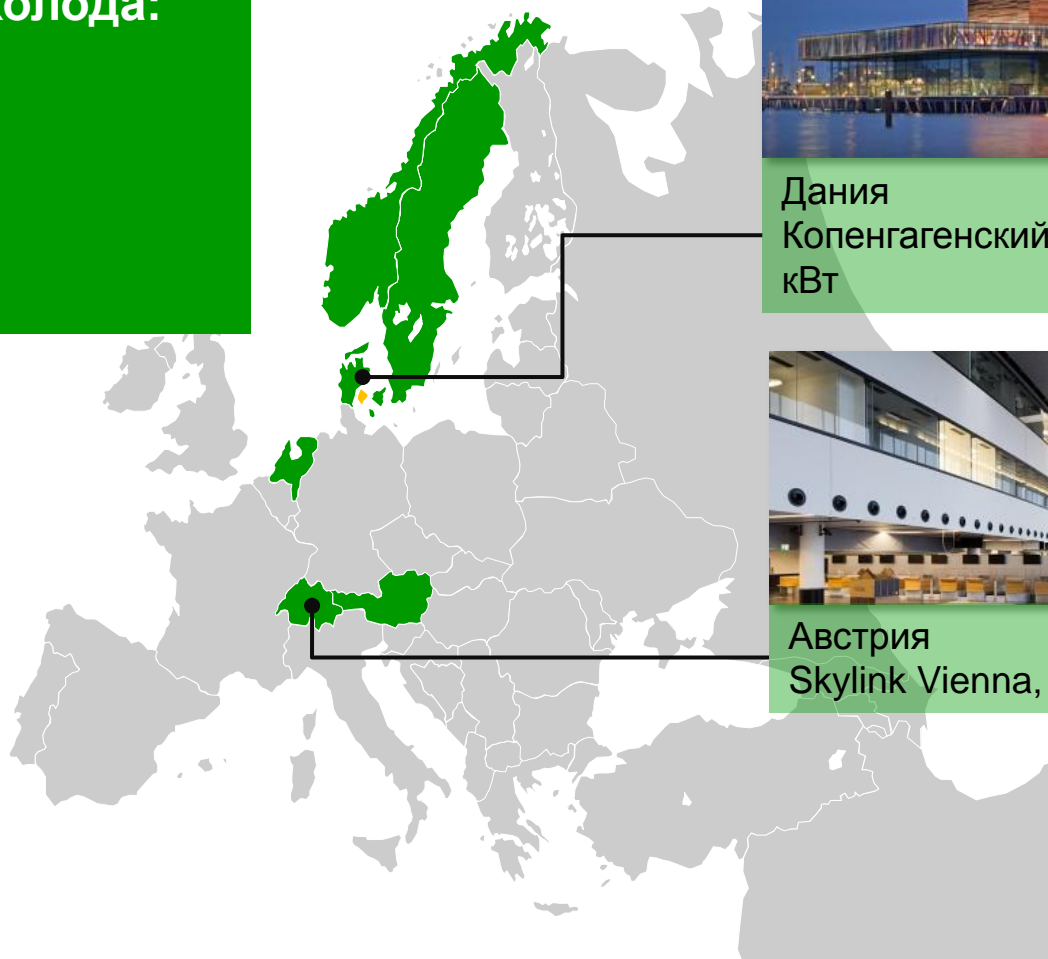 холода:
Дания
Копенгагенский
кВт
Австрия
Skylink Vienna,